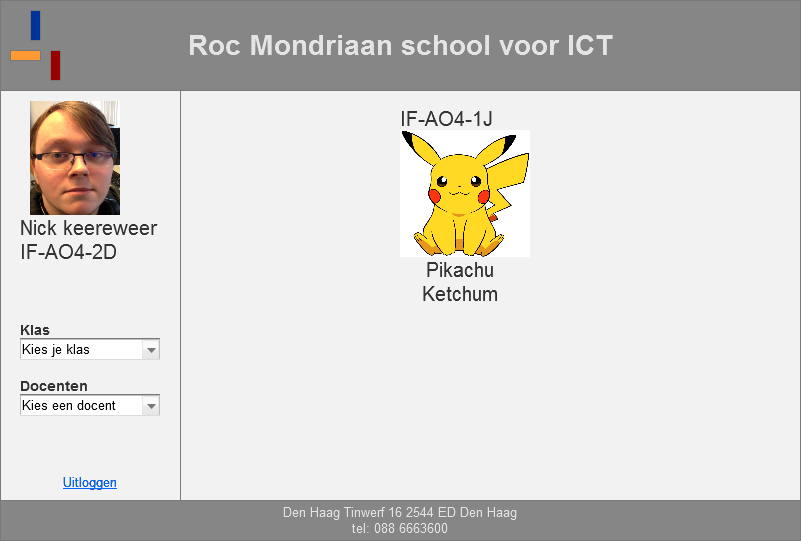 Roc Mondriaan school voor ICT
Nick keereweer
IF-AO4-2D
Klas
Kies je klas
Docenten
Kies een docent
Uitloggen
IF-AO4-1J
Pikachu
Ketchum
Den Haag Tinwerf 16 2544 ED Den Haag
tel: 088 6663600